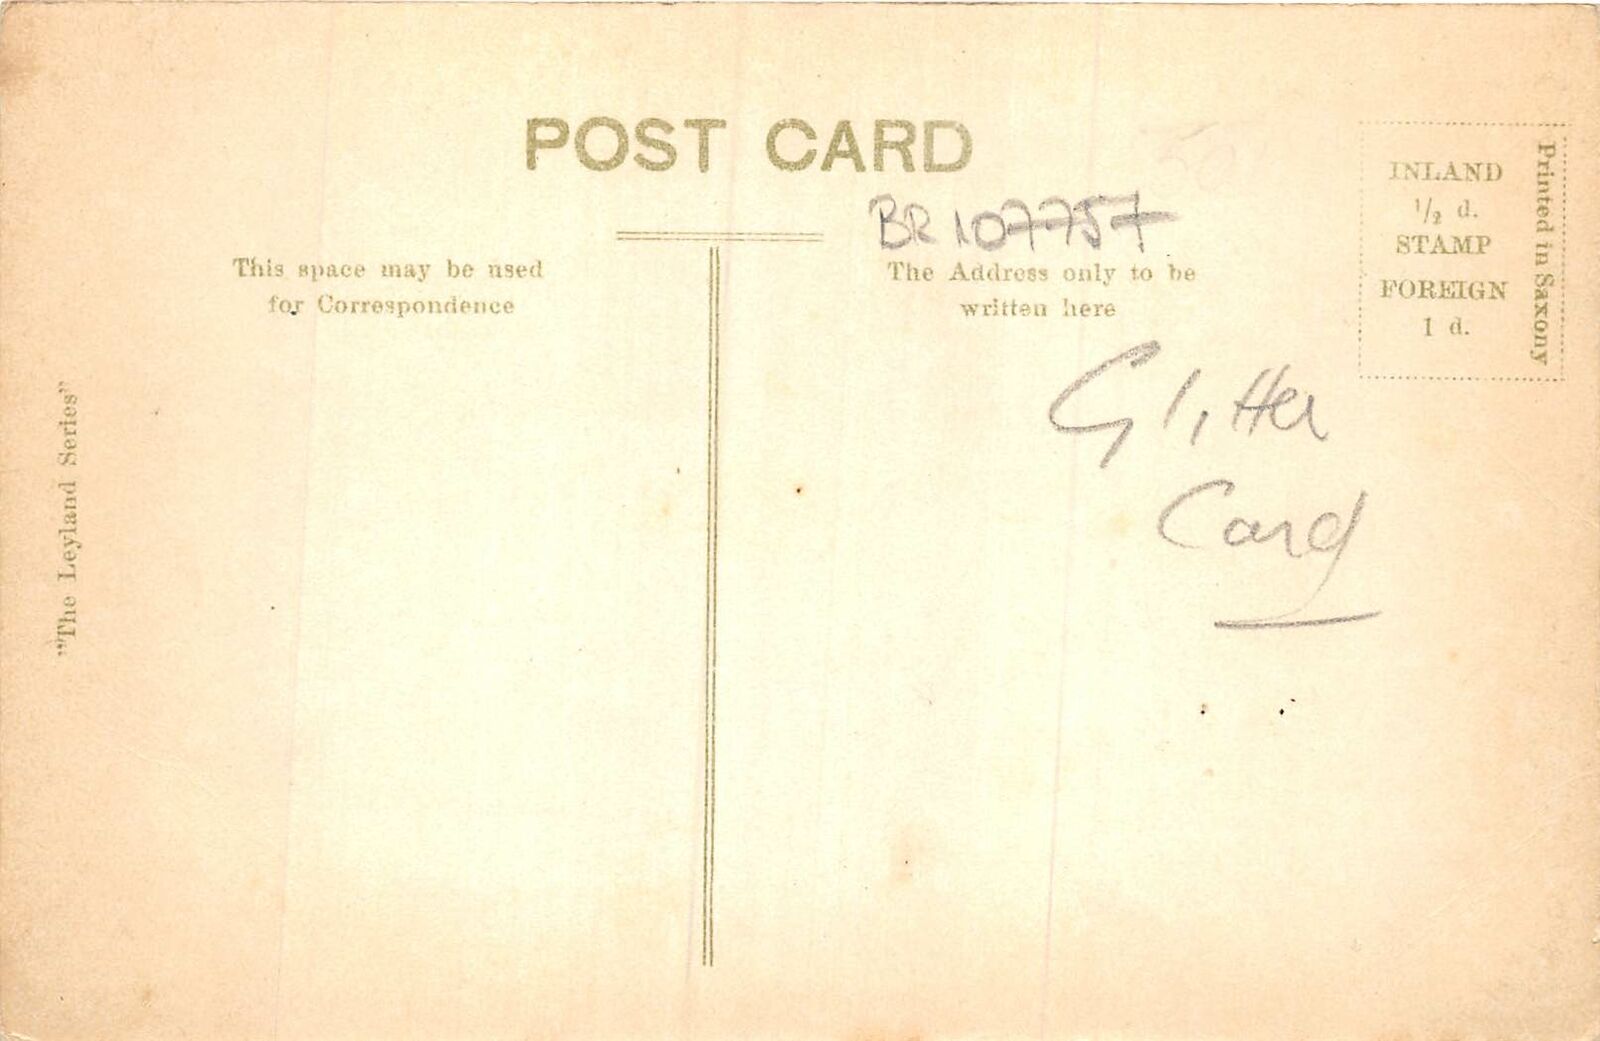 POST CARD
BR 107757
This space may be used
for Correspondence
The Address only to be
written here
INLAND
1/2 d.
STAMP
FOREIGN
1 d.
Printed in Saxony
Glitter
Card
"The Leyland Series"